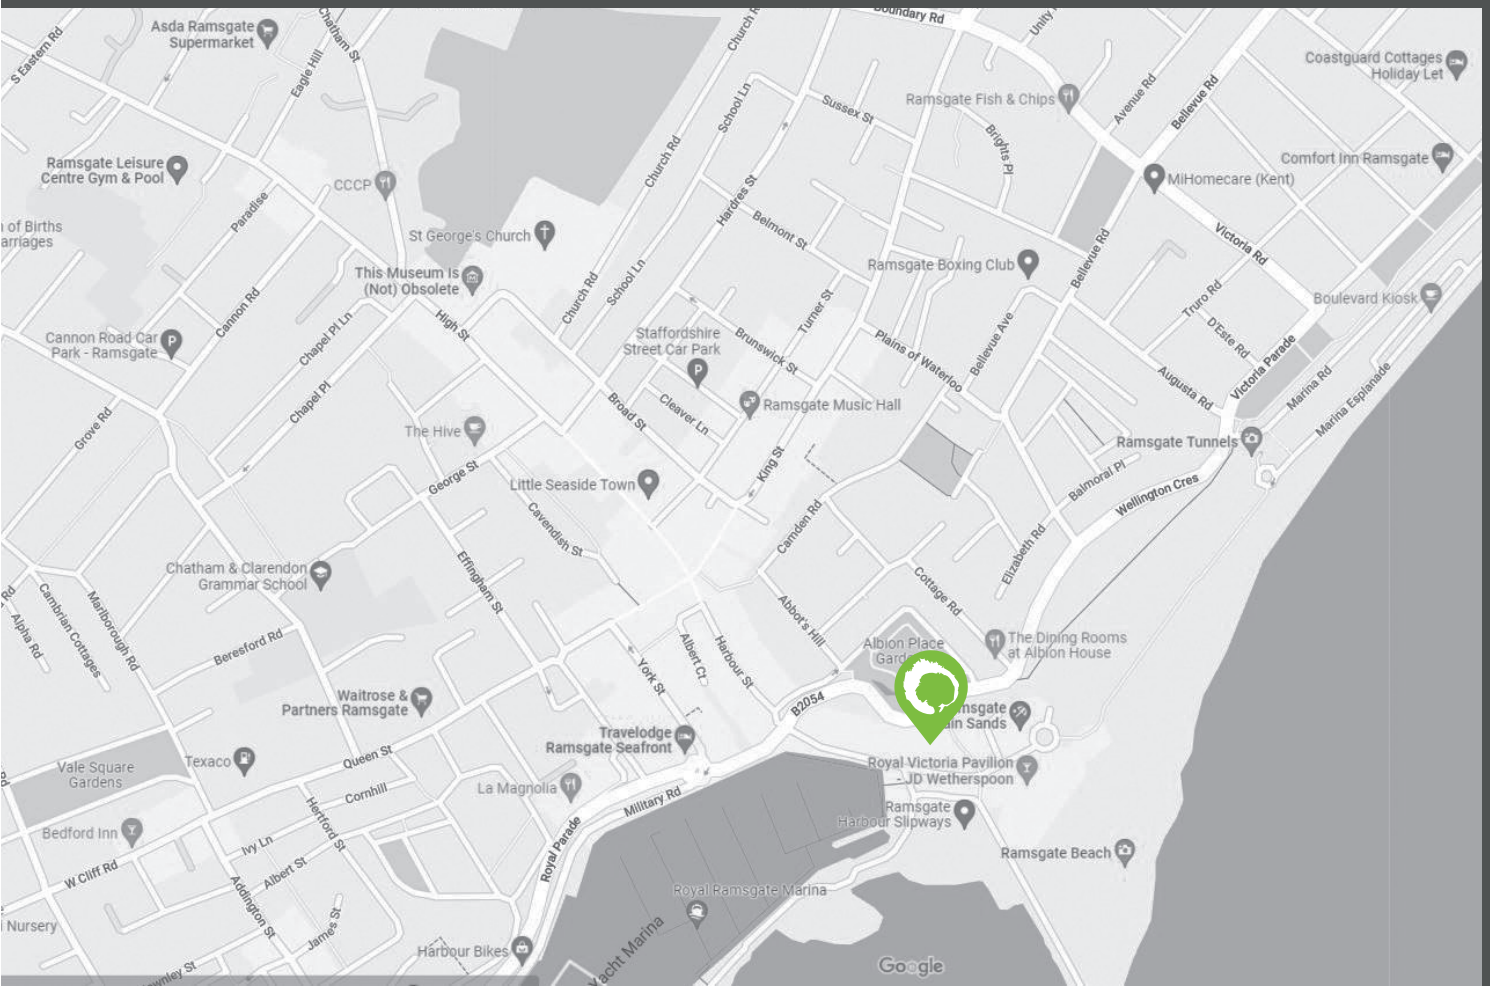 Boundary Rd
Asda Ramsgate
Supermarket
S Eastern Rd
Eagle Hill
Chatham St
Church R
Unity
Coastguard Cottages
Holiday Let
Ramsgate Fish & Chips
Avenue Rd
Bellevue Rd
Sussex St
School Ln
Brights Pl
Ramsgate Leisure
Centre Gym & Pool
CCCP
Church Rd
Comfort Inn Ramsgate
MiHomecare (Kent)
Paradise
Hardres St
Belmont St
n of Births
arriages
St George's Church
Victoria Rd
Bellevue Rd
Ramsgate Boxing Club
This Museum Is
(Not) Obsolete
Church Rd
School Ln
Truro Rd
Boulevard Kiosk
Cannon Rd
Chapel Pl Ln
High St
Turner St
Cannon Road Car
Park - Ramsgate
Staffordshire
Street Car Park
Brunswick St
Plains of Waterloo
Bellevue Ave
D'Este Rd
Victoria Parade
Augusta Rd
Marina Rd
Marina Esplanade
Chapel Pl
Grove Rd
Broad St
Cleaver Ln
Ramsgate Music Hall
The Hive
Ramsgate Tunnels
King St
George St
Little Seaside Town
Balmoral Pl
Wellington Cres
Cavendish St
Camden Rd
Elizabeth Rd
Chatham & Clarendon
Grammar School
Effingham St
Cottage Rd
Rd
Alpha Rd
Cambrian Cottages
Marlborough Rd
Abbot's Hill
Beresford Rd
Albert Ct
Harbour St
York St
Albion Place
Gard
The Dining Rooms
at Albion House
Waitrose &
Partners Ramsgate
B2054
msgate
ain Sands
Travelodge
Ramsgate Seafront
Queen St
Texaco
Vale Square
Gardens
Royal Victoria Pavilion
- JD Wetherspoon
La Magnolia
Cornhill
Military Rd
Ramsgate
Harbour Slipways
Bedford Inn
Hertford St
Ivy Ln
Royal Parade
Ramsgate Beach
W Cliff Rd
Albert St
Addington St
Royal Ramsgate Marina
i Nursery
James St
Harbour Bikes
Yacht Marina
Google
wnley St